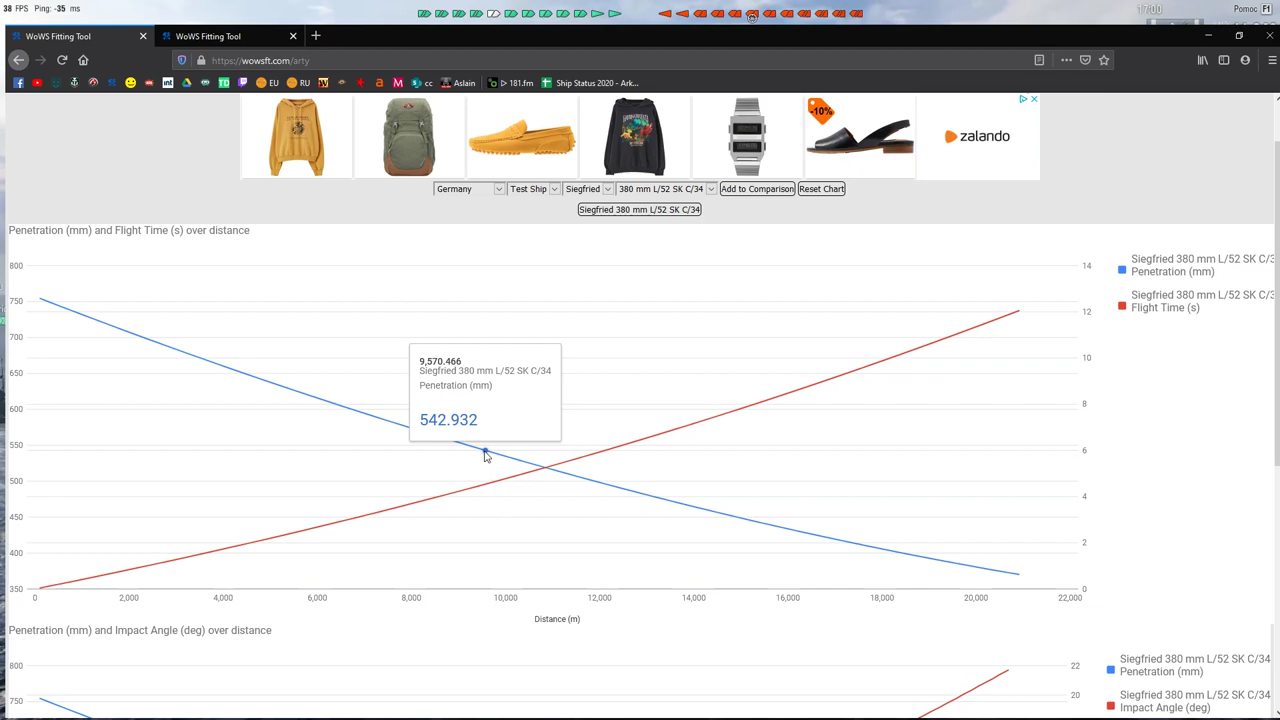 38 FPS Ping: -35 ms
17:00
Pomoc F1
WoWS Fitting Tool
WoWS Fitting Tool
https://wowsft.com/arty
EU
RU
int
TD
W
a
M
cc
Aslain
181.fm
Ship Status 2020 - Ark...
-10%
zalando
Germany
Test Ship
Siegfried
380 mm L/52 SK C/34
Add to Comparison
Reset Chart
Siegfried 380 mm L/52 SK C/34
Penetration (mm) and Flight Time (s) over distance
800
750
700
650
600
550
500
450
400
350
14
12
10
8
6
4
2
0
Siegfried 380 mm L/52 SK C/3
Penetration (mm)
Siegfried 380 mm L/52 SK C/3
Flight Time (s)
9,570.466
Siegfried 380 mm L/52 SK C/34
Penetration (mm)
542.932
0 2,000 4,000 6,000 8,000 10,000 12,000 14,000 16,000 18,000 20,000 22,000
Distance (m)
Penetration (mm) and Impact Angle (deg) over distance
800
750
22
20
Siegfried 380 mm L/52 SK C/34
Penetration (mm)
Siegfried 380 mm L/52 SK C/34
Impact Angle (deg)